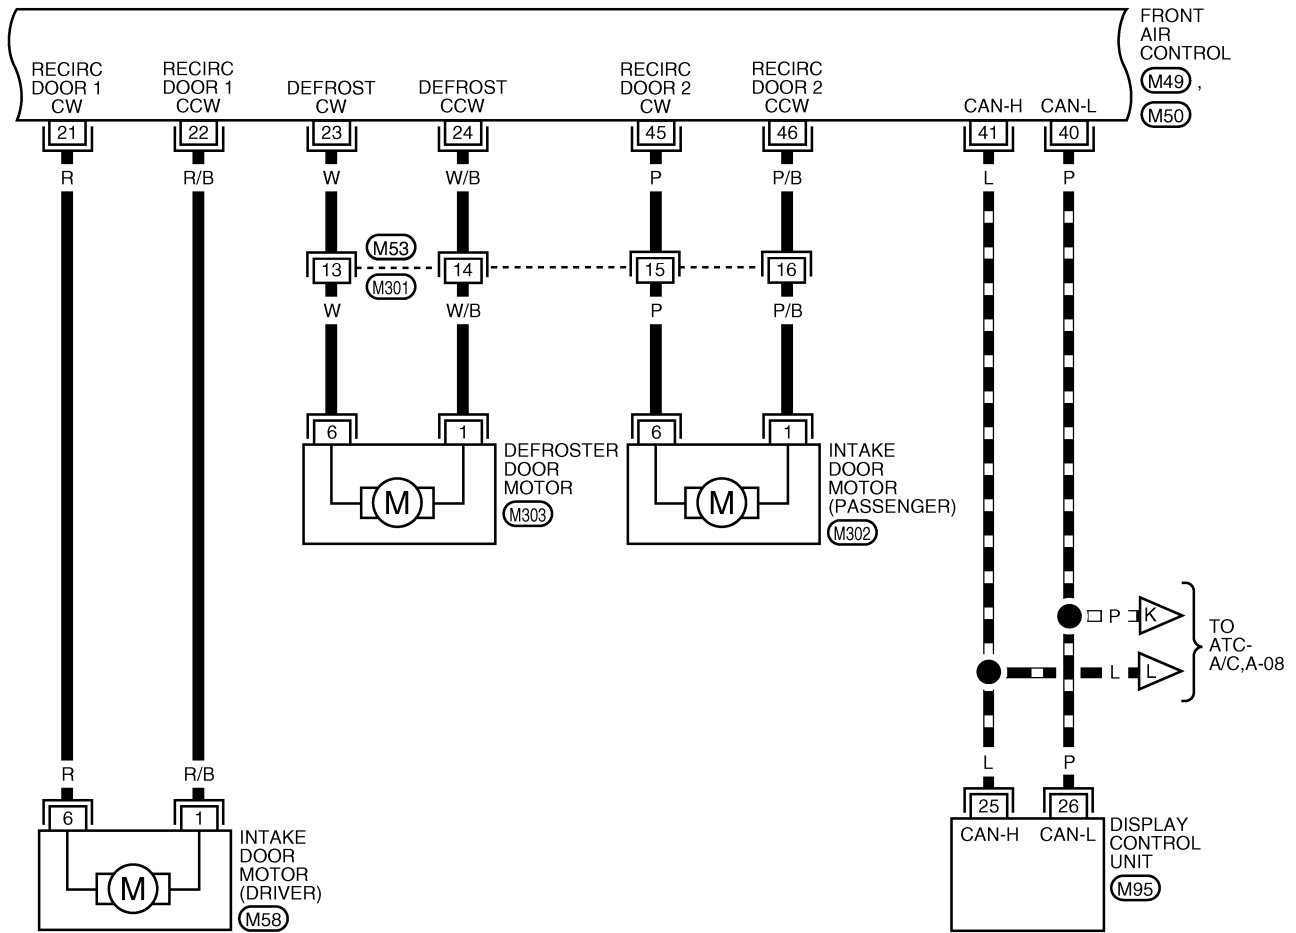 FRONT
AIR
CONTROL
M49 ,
M50
RECIRC
DOOR 1
CW
RECIRC
DOOR 1
CCW
DEFROST
CW
DEFROST
CCW
RECIRC
DOOR 2
CW
RECIRC
DOOR 2
CCW
CAN-H
CAN-L
21
22
23
24
45
46
41
40
R
R/B
W
W/B
P
P/B
L
P
M53
13
14
15
16
M301
W
W/B
P
P/B
6
1
6
1
M
M
DEFROSTER
DOOR
MOTOR
M303
INTAKE
DOOR
MOTOR
(PASSENGER)
M302
P
K
L
L
TO
ATC-
A/C,A-08
R
R/B
L
P
6
1
25
26
M
INTAKE
DOOR
MOTOR
(DRIVER)
M58
CAN-H
CAN-L
DISPLAY
CONTROL
UNIT
M95